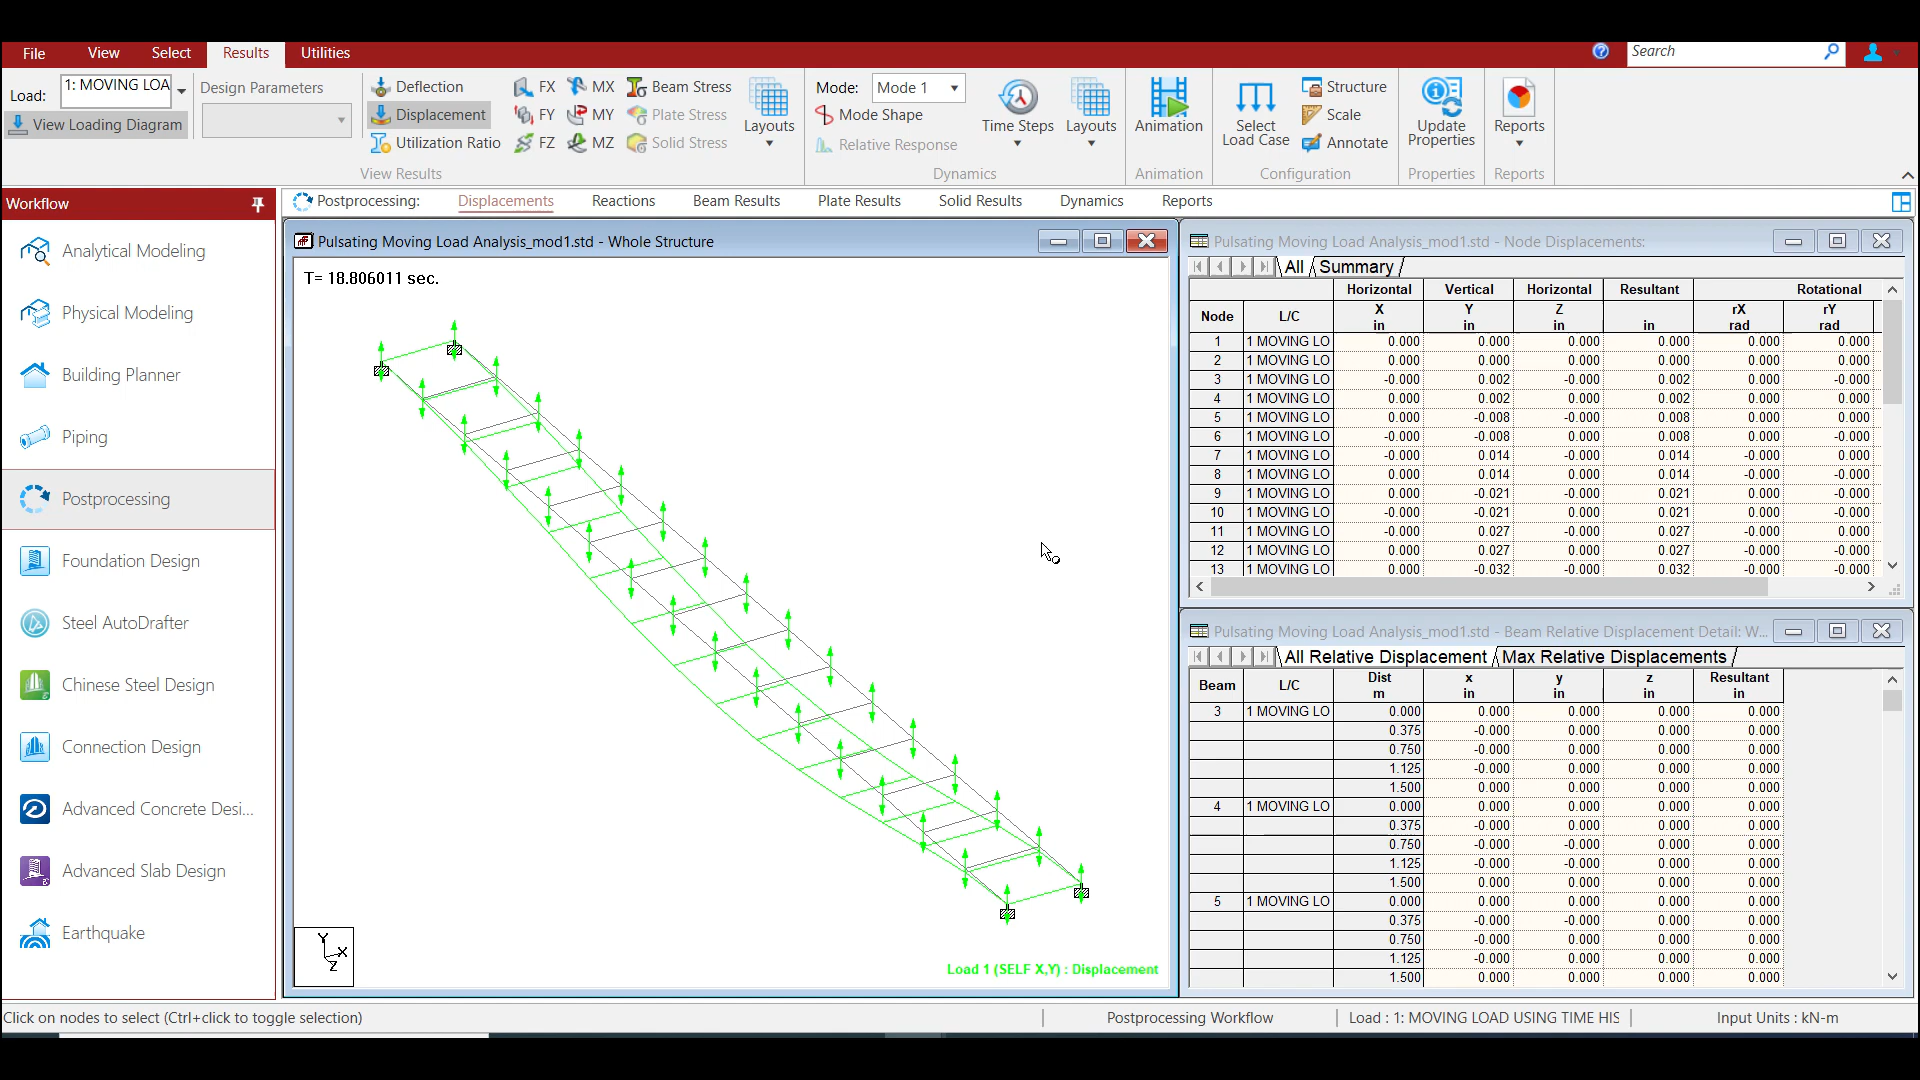 File View Select Results Utilities Search
Load: 1: MOVING LOA
View Loading Diagram
Design Parameters
Deflection FX MX Beam Stress
Displacement FY MY Plate Stress
Utilization Ratio FZ MZ Solid Stress
Layouts
View Results
Mode: Mode 1
Mode Shape
Relative Response
Time Steps
Layouts
Dynamics
Animation
Animation
Select
Load Case
Structure
Scale
Annotate
Configuration
Update
Properties
Properties
Reports
Reports
Workflow
Analytical Modeling
Physical Modeling
Building Planner
Piping
Postprocessing
Foundation Design
Steel AutoDrafter
Chinese Steel Design
Connection Design
Advanced Concrete Desi...
Advanced Slab Design
Earthquake
Postprocessing: Displacements Reactions Beam Results Plate Results Solid Results Dynamics Reports
Pulsating Moving Load Analysis_mod1.std - Whole Structure
T= 18.806011 sec.
Y
X
Z
Load 1 (SELF X,Y) : Displacement
Pulsating Moving Load Analysis_mod1.std - Node Displacements:
All Summary
Horizontal Vertical Horizontal Resultant Rotational
Node L/C X Y Z rX rY
in in in in rad rad
1 1 MOVING LO 0.000 0.000 0.000 0.000 0.000 0.000
2 1 MOVING LO 0.000 0.000 0.000 0.000 0.000 0.000
3 1 MOVING LO -0.000 0.002 -0.000 0.002 0.000 -0.000
4 1 MOVING LO 0.000 0.002 -0.000 0.002 0.000 -0.000
5 1 MOVING LO 0.000 -0.008 0.000 0.008 0.000 0.000
6 1 MOVING LO -0.000 -0.008 0.000 0.008 0.000 -0.000
7 1 MOVING LO -0.000 0.014 -0.000 0.014 0.000 -0.000
8 1 MOVING LO 0.000 0.014 -0.000 0.014 0.000 -0.000
9 1 MOVING LO 0.000 -0.021 -0.000 0.021 0.000 -0.000
10 1 MOVING LO -0.000 -0.021 0.000 0.021 0.000 -0.000
11 1 MOVING LO -0.000 0.027 -0.000 0.027 -0.000 0.000
12 1 MOVING LO 0.000 0.027 -0.000 0.027 -0.000 -0.000
13 1 MOVING LO 0.000 -0.032 0.000 0.032 -0.000 -0.000
Pulsating Moving Load Analysis_mod1.std - Beam Relative Displacement Detail: W...
All Relative Displacement Max Relative Displacements
Beam L/C Dist x y z Resultant
m in in in in
3 1 MOVING LO 0.000 0.000 0.000 0.000 0.000
0.375 -0.000 0.000 0.000 0.000
0.750 -0.000 0.000 0.000 0.000
1.125 -0.000 0.000 0.000 0.000
1.500 0.000 0.000 0.000 0.000
4 1 MOVING LO 0.000 0.000 0.000 0.000 0.000
0.375 -0.000 -0.000 0.000 0.000
0.750 -0.000 -0.000 0.000 0.000
1.125 -0.000 0.000 0.000 0.000
1.500 0.000 0.000 0.000 0.000
5 1 MOVING LO 0.000 0.000 0.000 0.000 0.000
0.375 -0.000 -0.000 0.000 0.000
0.750 -0.000 0.000 0.000 0.000
1.125 -0.000 0.000 0.000 0.000
1.500 0.000 0.000 0.000 0.000
Click on nodes to select (Ctrl+click to toggle selection) Postprocessing Workflow Load : 1: MOVING LOAD USING TIME HIS Input Units : kN-m